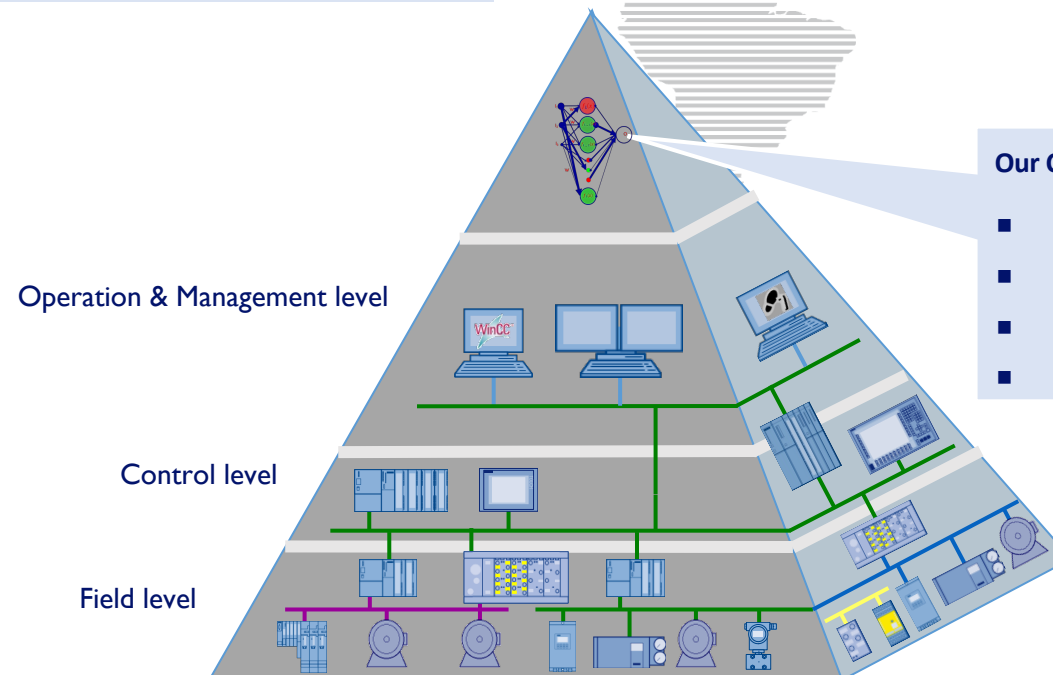 Our
Operation & Management level
WinCC
Control level
Field level